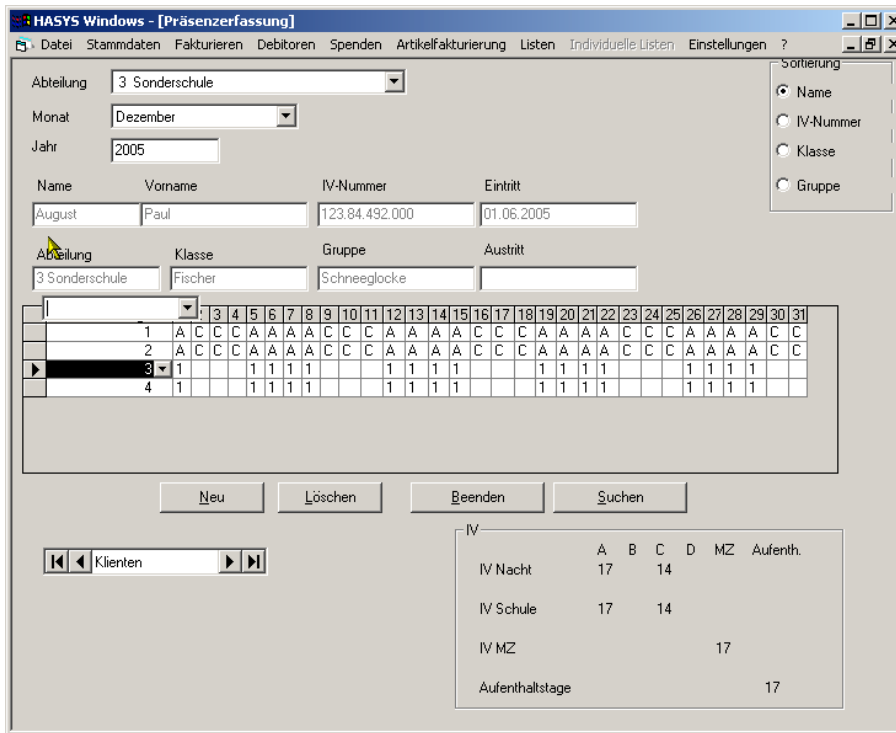 HASYS Windows - [Präsenzerfassung]
Datei Stammdaten Fakturieren Debitoren Spenden Artikelfakturierung Listen Individuelle Listen Einstellungen ?
Sortierung
Abteilung 3 Sonderschule
Name
Monat Dezember
IV-Nummer
Jahr 2005
Klasse
Gruppe
Name Vorname IV-Nummer Eintritt
August Paul 123.84.492.000 01.06.2005
Abteilung Klasse Gruppe Austritt
3 Sonderschule Fischer Schneeglocke
3 4 5 6 7 8 9 10 11 12 13 14 15 16 17 18 19 20 21 22 23 24 25 26 27 28 29 30 31
1 A C C C A A A A C C C A A A A C C C A A A A C C C A A A A C C
2 A C C C A A A A C C C A A A A C C C A A A A C C C A A A A C C
3 1 1 1 1 1 1 1 1 1 1 1 1 1 1 1 1 1
4 1 1 1 1 1 1 1 1 1 1 1 1 1 1 1 1 1
Neu Löschen Beenden Suchen
IV
A B C D MZ Aufenth.
Klienten
IV Nacht 17 14
IV Schule 17 14
IV MZ 17
Aufenthaltstage 17